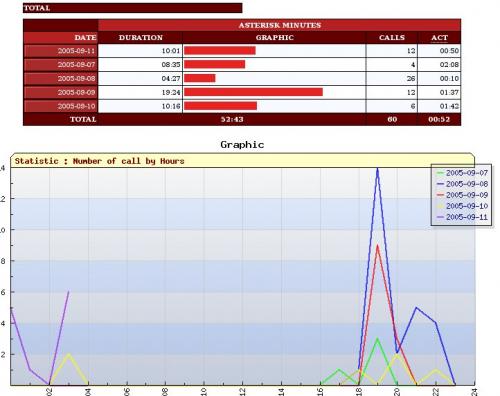 TOTAL
ASTERISK MINUTES
DATE DURATION GRAPHIC CALLS ACT
2005-09-11 10:01 12 00:50
2005-09-07 08:35 4 02:08
2005-09-08 04:27 26 00:10
2005-09-09 19:24 12 01:37
2005-09-10 10:16 6 01:42
TOTAL 52:43 60 00:52
Graphic
Statistic : Number of call by Hours
2005-09-07
2005-09-08
2005-09-09
2005-09-10
2005-09-11
14
12
10
8
6
4
2
02 04 06 08 10 12 14 16 18 20 22 24